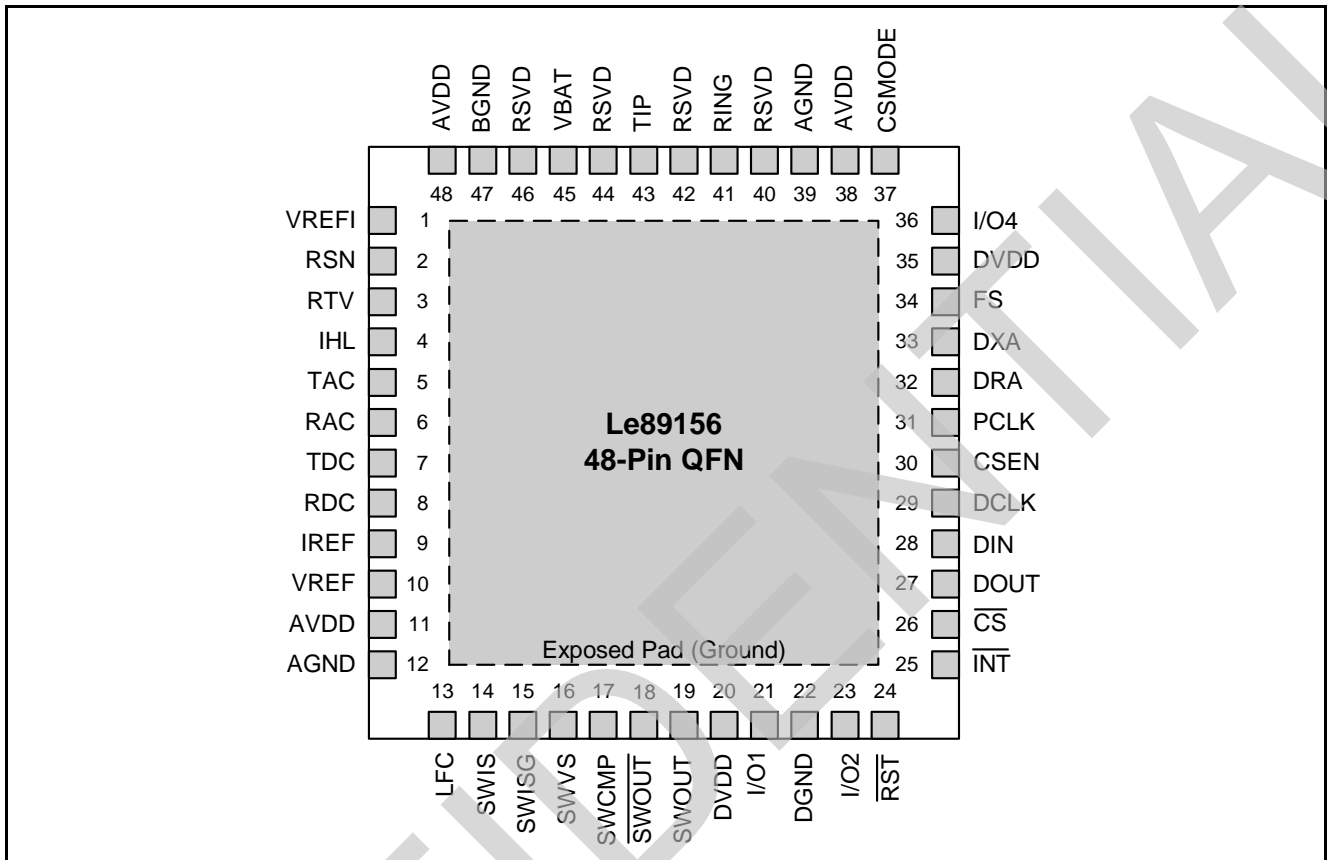 AVDD BGND RSVD VBAT RSVD TIP RSVD RING RSVD AGND AVDD CSMODE
48 47 46 45 44 43 42 41 40 39 38 37
VREFI 1 36 I/O4
RSN 2 35 DVDD
RTV 3 34 FS
IHL 4 33 DXA
TAC 5 32 DRA
RAC 6 31 PCLK
TDC 7 30 CSEN
RDC 8 29 DCLK
IREF 9 28 DIN
VREF 10 27 DOUT
AVDD 11 26 C̅S̅
AGND 12 25 I̅N̅T̅
Le89156
48-Pin QFN
Exposed Pad (Ground)
13 14 15 16 17 18 19 20 21 22 23 24
LFC SWIS SWISG SWVS SWCMP S̅W̅O̅U̅T̅ SWOUT DVDD I/O1 DGND I/O2 R̅S̅T̅
IDENTIAL